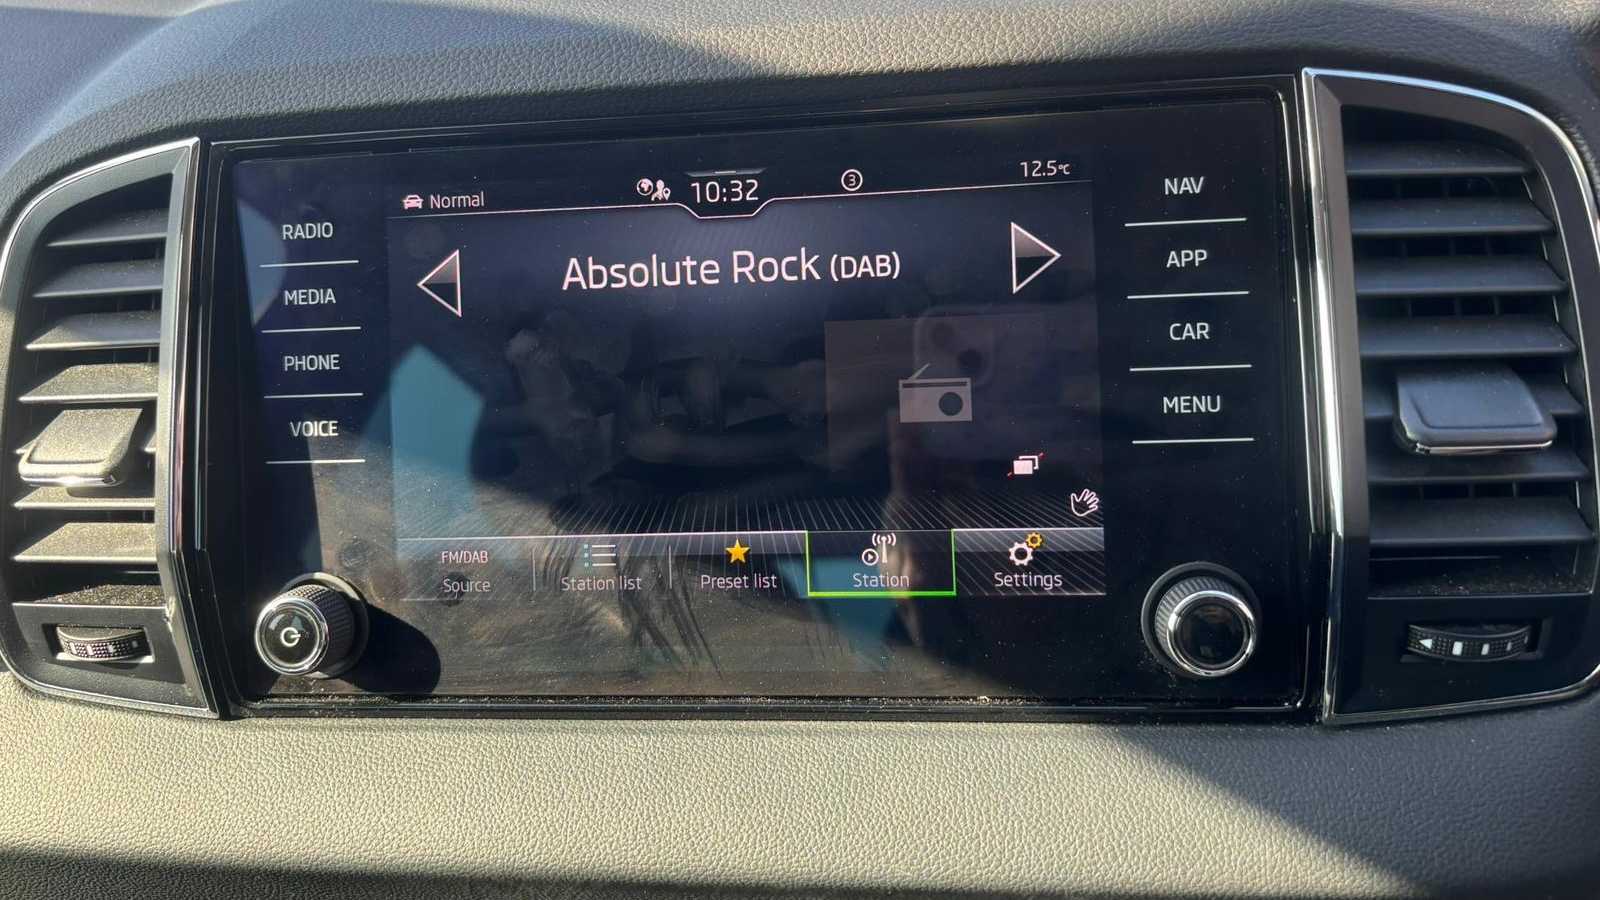 Normal
10:32
3
12.5°C
RADIO
MEDIA
PHONE
VOICE
Absolute Rock (DAB)
NAV
APP
CAR
MENU
FM/DAB
Source
Station list
Preset list
Station
Settings